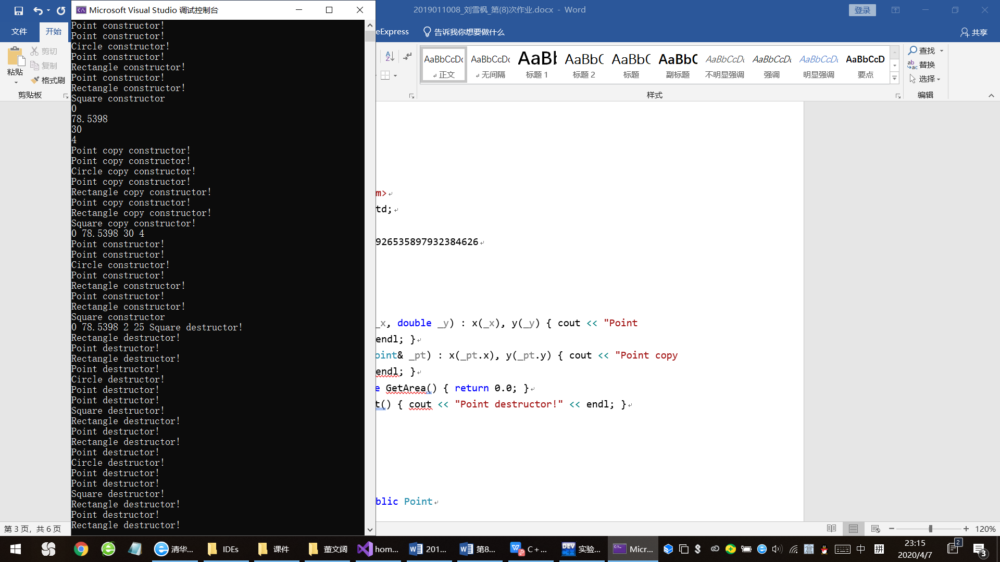 Microsoft Visual Studio 调试控制台
2019011008_刘雪枫_第(8)次作业.docx - Word
登录
文件
开始
eExpress
告诉我你想要做什么
共享
粘贴
剪切
复制
格式刷
剪贴板
AaBbCcDc
正文
AaBbCcDc
无间隔
AaBl
标题 1
AaBbC
标题 2
AaBbC
标题
AaBbC
副标题
AaBbCcDc
不明显强调
AaBbCcDc
强调
AaBbCcDc
明显强调
AaBbCcD
要点
样式
查找
替换
选择
编辑
Point constructor!
Point constructor!
Circle constructor!
Point constructor!
Rectangle constructor!
Point constructor!
Rectangle constructor!
Square constructor
0
78.5398
30
4
Point copy constructor!
Point copy constructor!
Circle copy constructor!
Point copy constructor!
Rectangle copy constructor!
Point copy constructor!
Rectangle copy constructor!
Square copy constructor!
0 78.5398 30 4
Point constructor!
Point constructor!
Circle constructor!
Point constructor!
Rectangle constructor!
Point constructor!
Rectangle constructor!
Square constructor
0 78.5398 2 25 Square destructor!
Rectangle destructor!
Point destructor!
Rectangle destructor!
Point destructor!
Circle destructor!
Point destructor!
Point destructor!
Square destructor!
Rectangle destructor!
Point destructor!
Rectangle destructor!
Point destructor!
Circle destructor!
Point destructor!
Point destructor!
Square destructor!
Rectangle destructor!
Point destructor!
Rectangle destructor!
m>
td;
926535897932384626
_x, double _y) : x(_x), y(_y) { cout << "Point
endl; }
oint& _pt) : x(_pt.x), y(_pt.y) { cout << "Point copy
endl; }
e GetArea() { return 0.0; }
t() { cout << "Point destructor!" << endl; }
blic Point
第 3 页，共 6 页
120%
清华...
IDEs
课件
董文阔
hom...
201...
第8...
C + ...
实验...
Micr...
中
拼
23:15
2020/4/7
2
3